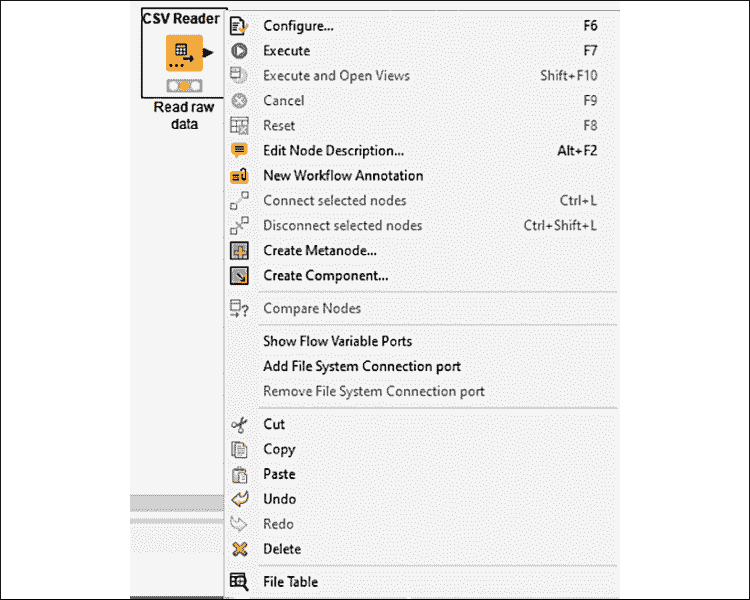 CSV Reader
Read raw
data
Configure... F6
Execute F7
Execute and Open Views Shift+F10
Cancel F9
Reset F8
Edit Node Description... Alt+F2
New Workflow Annotation
Connect selected nodes Ctrl+L
Disconnect selected nodes Ctrl+Shift+L
Create Metanode...
Create Component...
Compare Nodes
Show Flow Variable Ports
Add File System Connection port
Remove File System Connection port
Cut
Copy
Paste
Undo
Redo
Delete
File Table